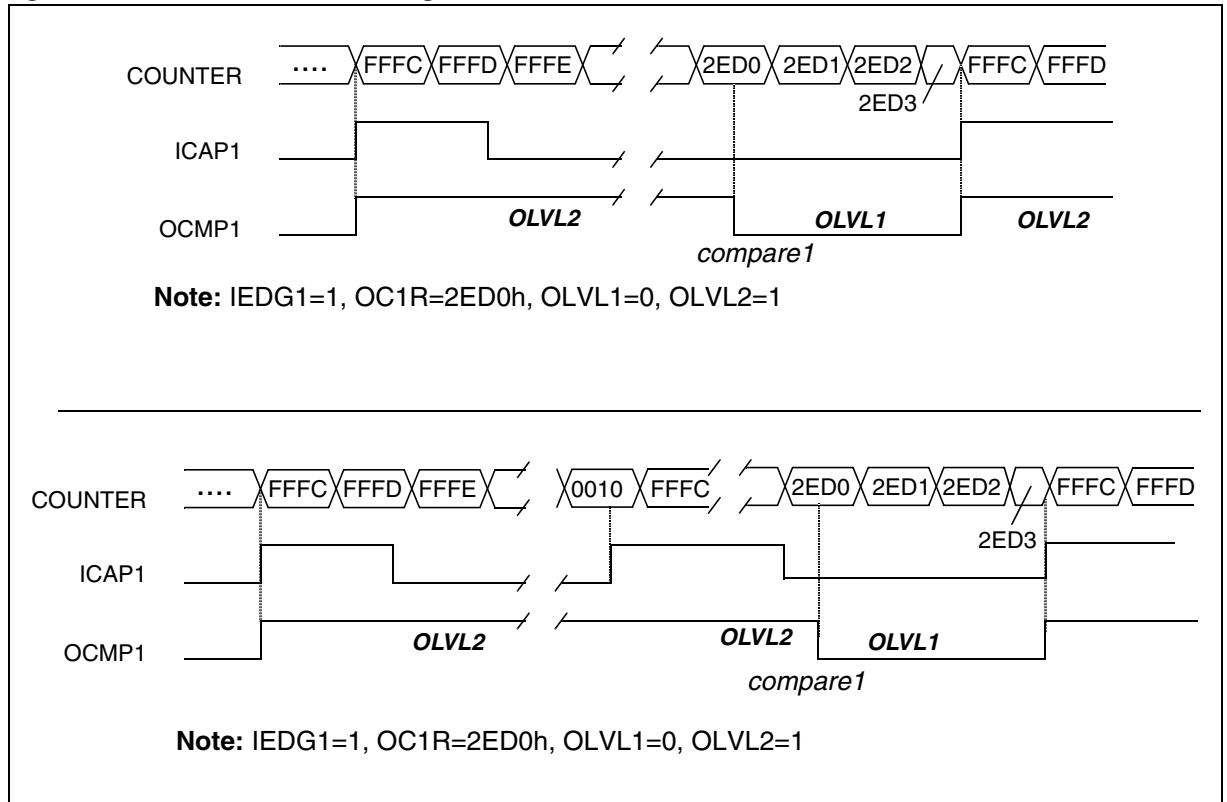 COUNTER .... FFFC FFFD FFFE 2ED0 2ED1 2ED2 FFFC FFFD
2ED3
ICAP1
OCMP1 OLVL2 OLVL1 OLVL2
compare1
Note: IEDG1=1, OC1R=2ED0h, OLVL1=0, OLVL2=1
COUNTER .... FFFC FFFD FFFE 0010 FFFC 2ED0 2ED1 2ED2 FFFC FFFD
2ED3
ICAP1
OCMP1 OLVL2 OLVL2 OLVL1
compare1
Note: IEDG1=1, OC1R=2ED0h, OLVL1=0, OLVL2=1